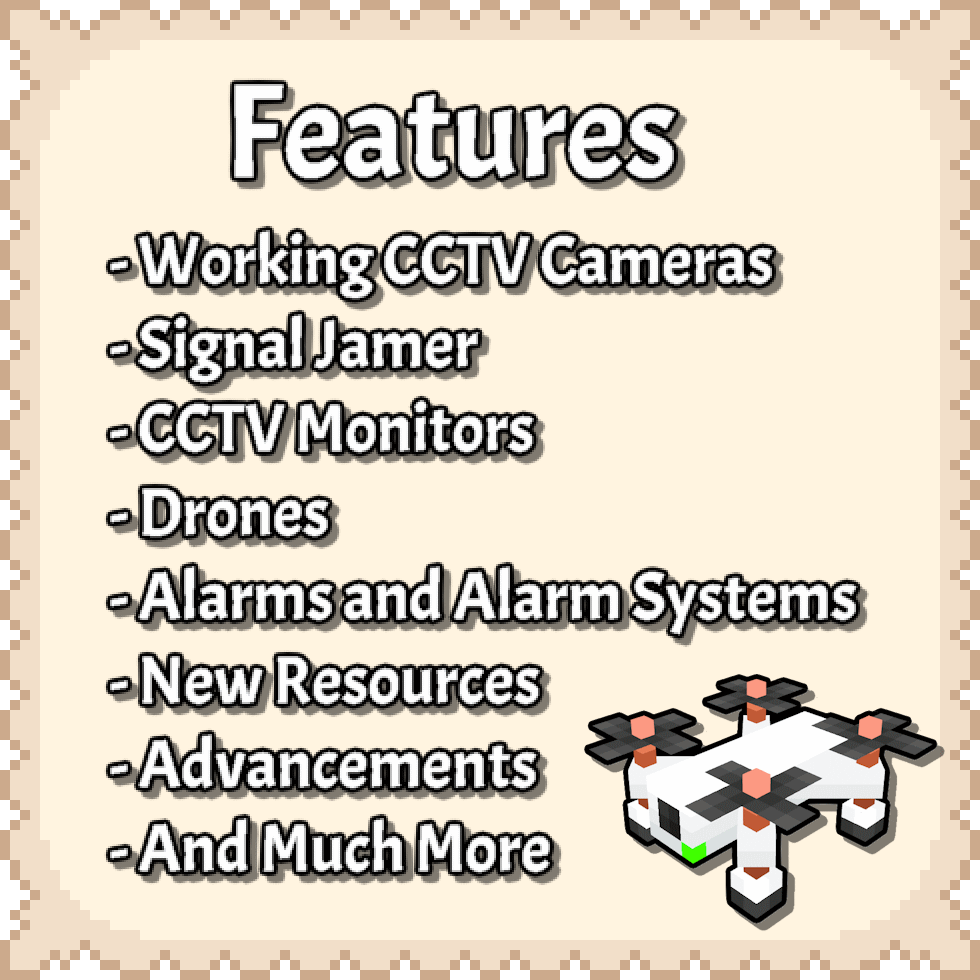 Features
- Working CCTV Cameras
- Signal Jamer
- CCTV Monitors
- Drones
- Alarms and Alarm Systems
- New Resources
- Advancements
- And Much More